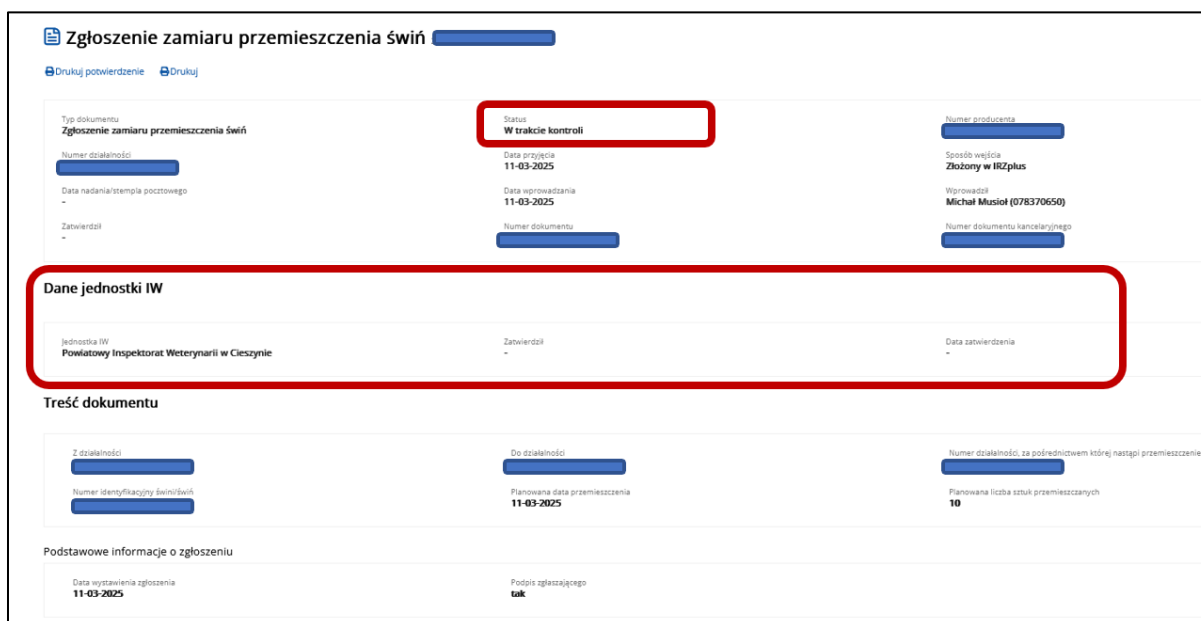 Zgłoszenie zamiaru przemieszczenia świń
Drukuj potwierdzenie Drukuj
Typ dokumentu Status Numer producenta
Zgłoszenie zamiaru przemieszczenia świń W trakcie kontroli
Numer działalności Data przyjęcia Sposób wejścia
11-03-2025 Złożony w IRZplus
Data nadania/stempla pocztowego Data wprowadzania Wprowadził
- 11-03-2025 Michał Musioł (078370650)
Zatwierdził Numer dokumentu Numer dokumentu kancelaryjnego
-
Dane jednostki IW
Jednostka IW Zatwierdził Data zatwierdzenia
Powiatowy Inspektorat Weterynarii w Cieszynie - -
Treść dokumentu
Z działalności Do działalności Numer działalności, za pośrednictwem której nastąpi przemieszczenie
Numer identyfikacyjny świni/świń Planowana data przemieszczenia Planowana liczba sztuk przemieszczanych
11-03-2025 10
Podstawowe informacje o zgłoszeniu
Data wystawienia zgłoszenia Podpis zgłaszającego
11-03-2025 tak